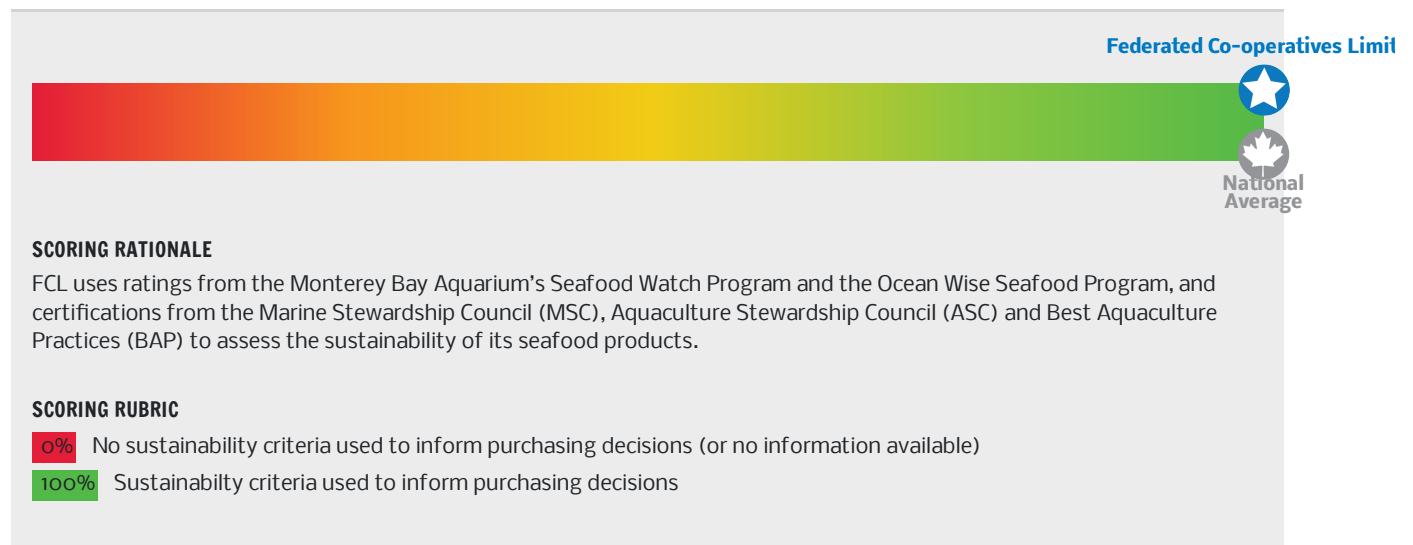 Federated Co-operatives Limit
National
Average
SCORING RATIONALE
FCL uses ratings from the Monterey Bay Aquarium's Seafood Watch Program and the Ocean Wise Seafood Program, and
certifications from the Marine Stewardship Council (MSC), Aquaculture Stewardship Council (ASC) and Best Aquaculture
Practices (BAP) to assess the sustainability of its seafood products.
SCORING RUBRIC
0% No sustainability criteria used to inform purchasing decisions (or no information available)
100% Sustainabilty criteria used to inform purchasing decisions